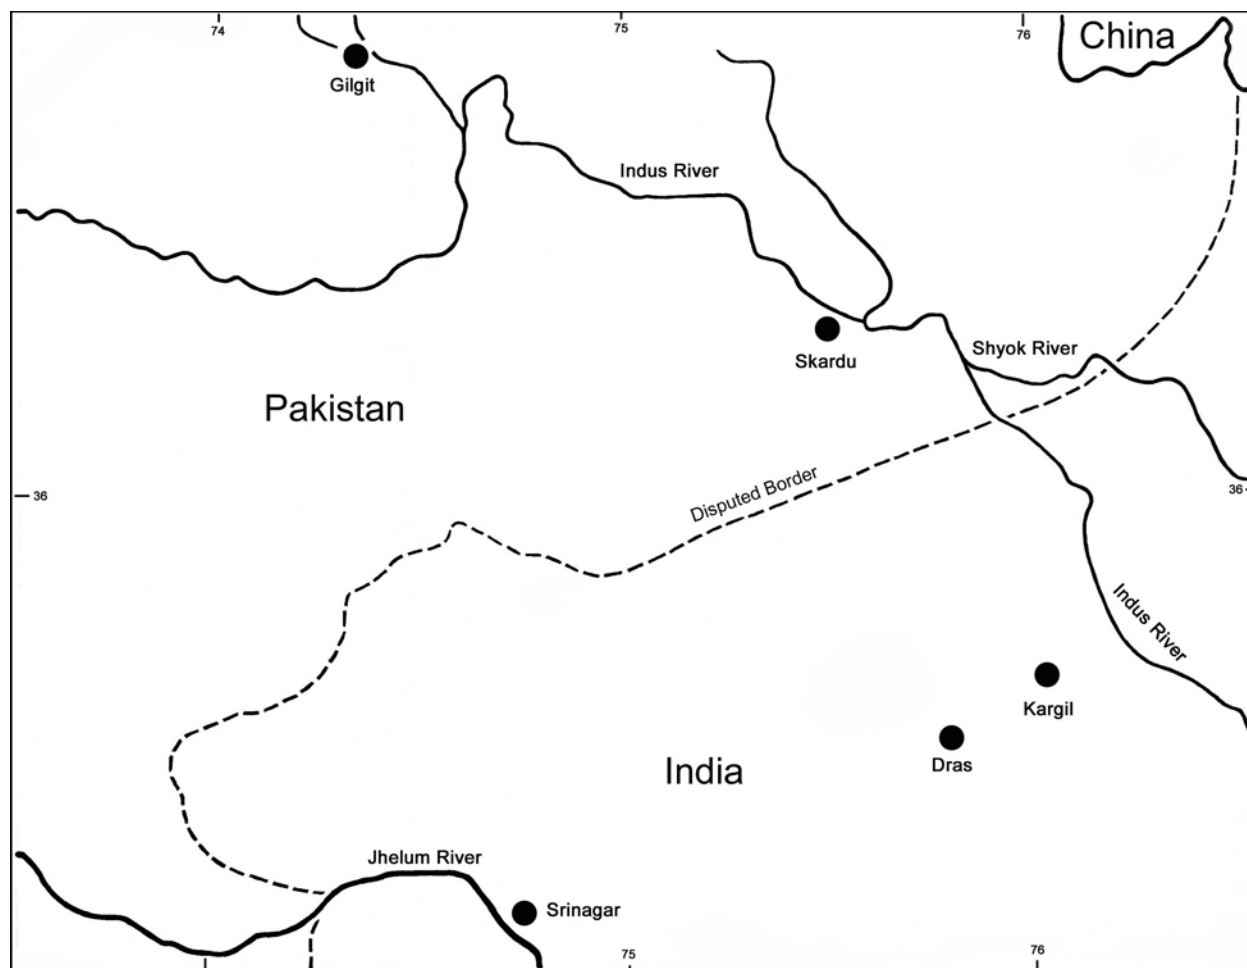 74
75
76
China
Gilgit
Indus River
Shyok River
Skardu
Pakistan
Disputed Border
36
36
Indus River
Kargil
Dras
India
Jhelum River
Srinagar
75
76